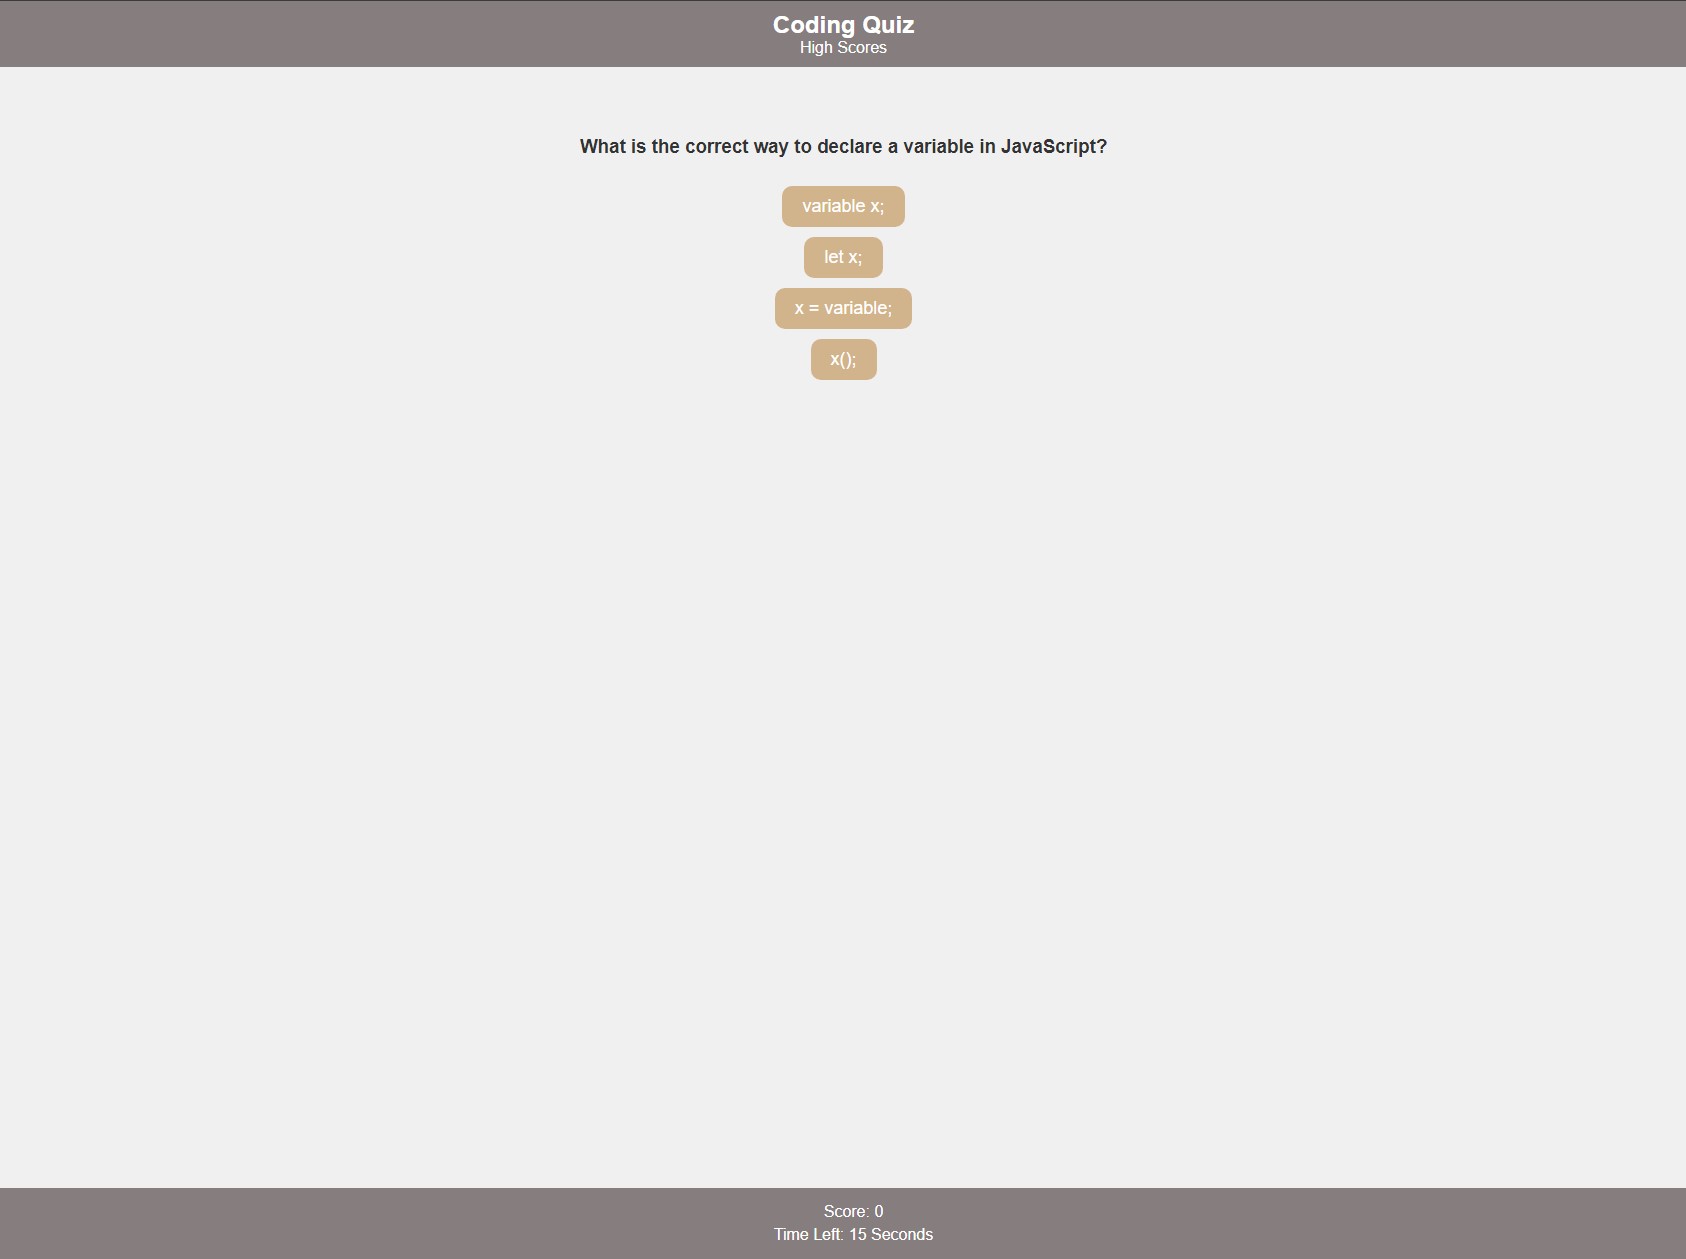 Coding Quiz
High Scores
What is the correct way to declare a variable in JavaScript?
variable x;
let x;
x = variable;
x();
Score: 0
Time Left: 15 Seconds